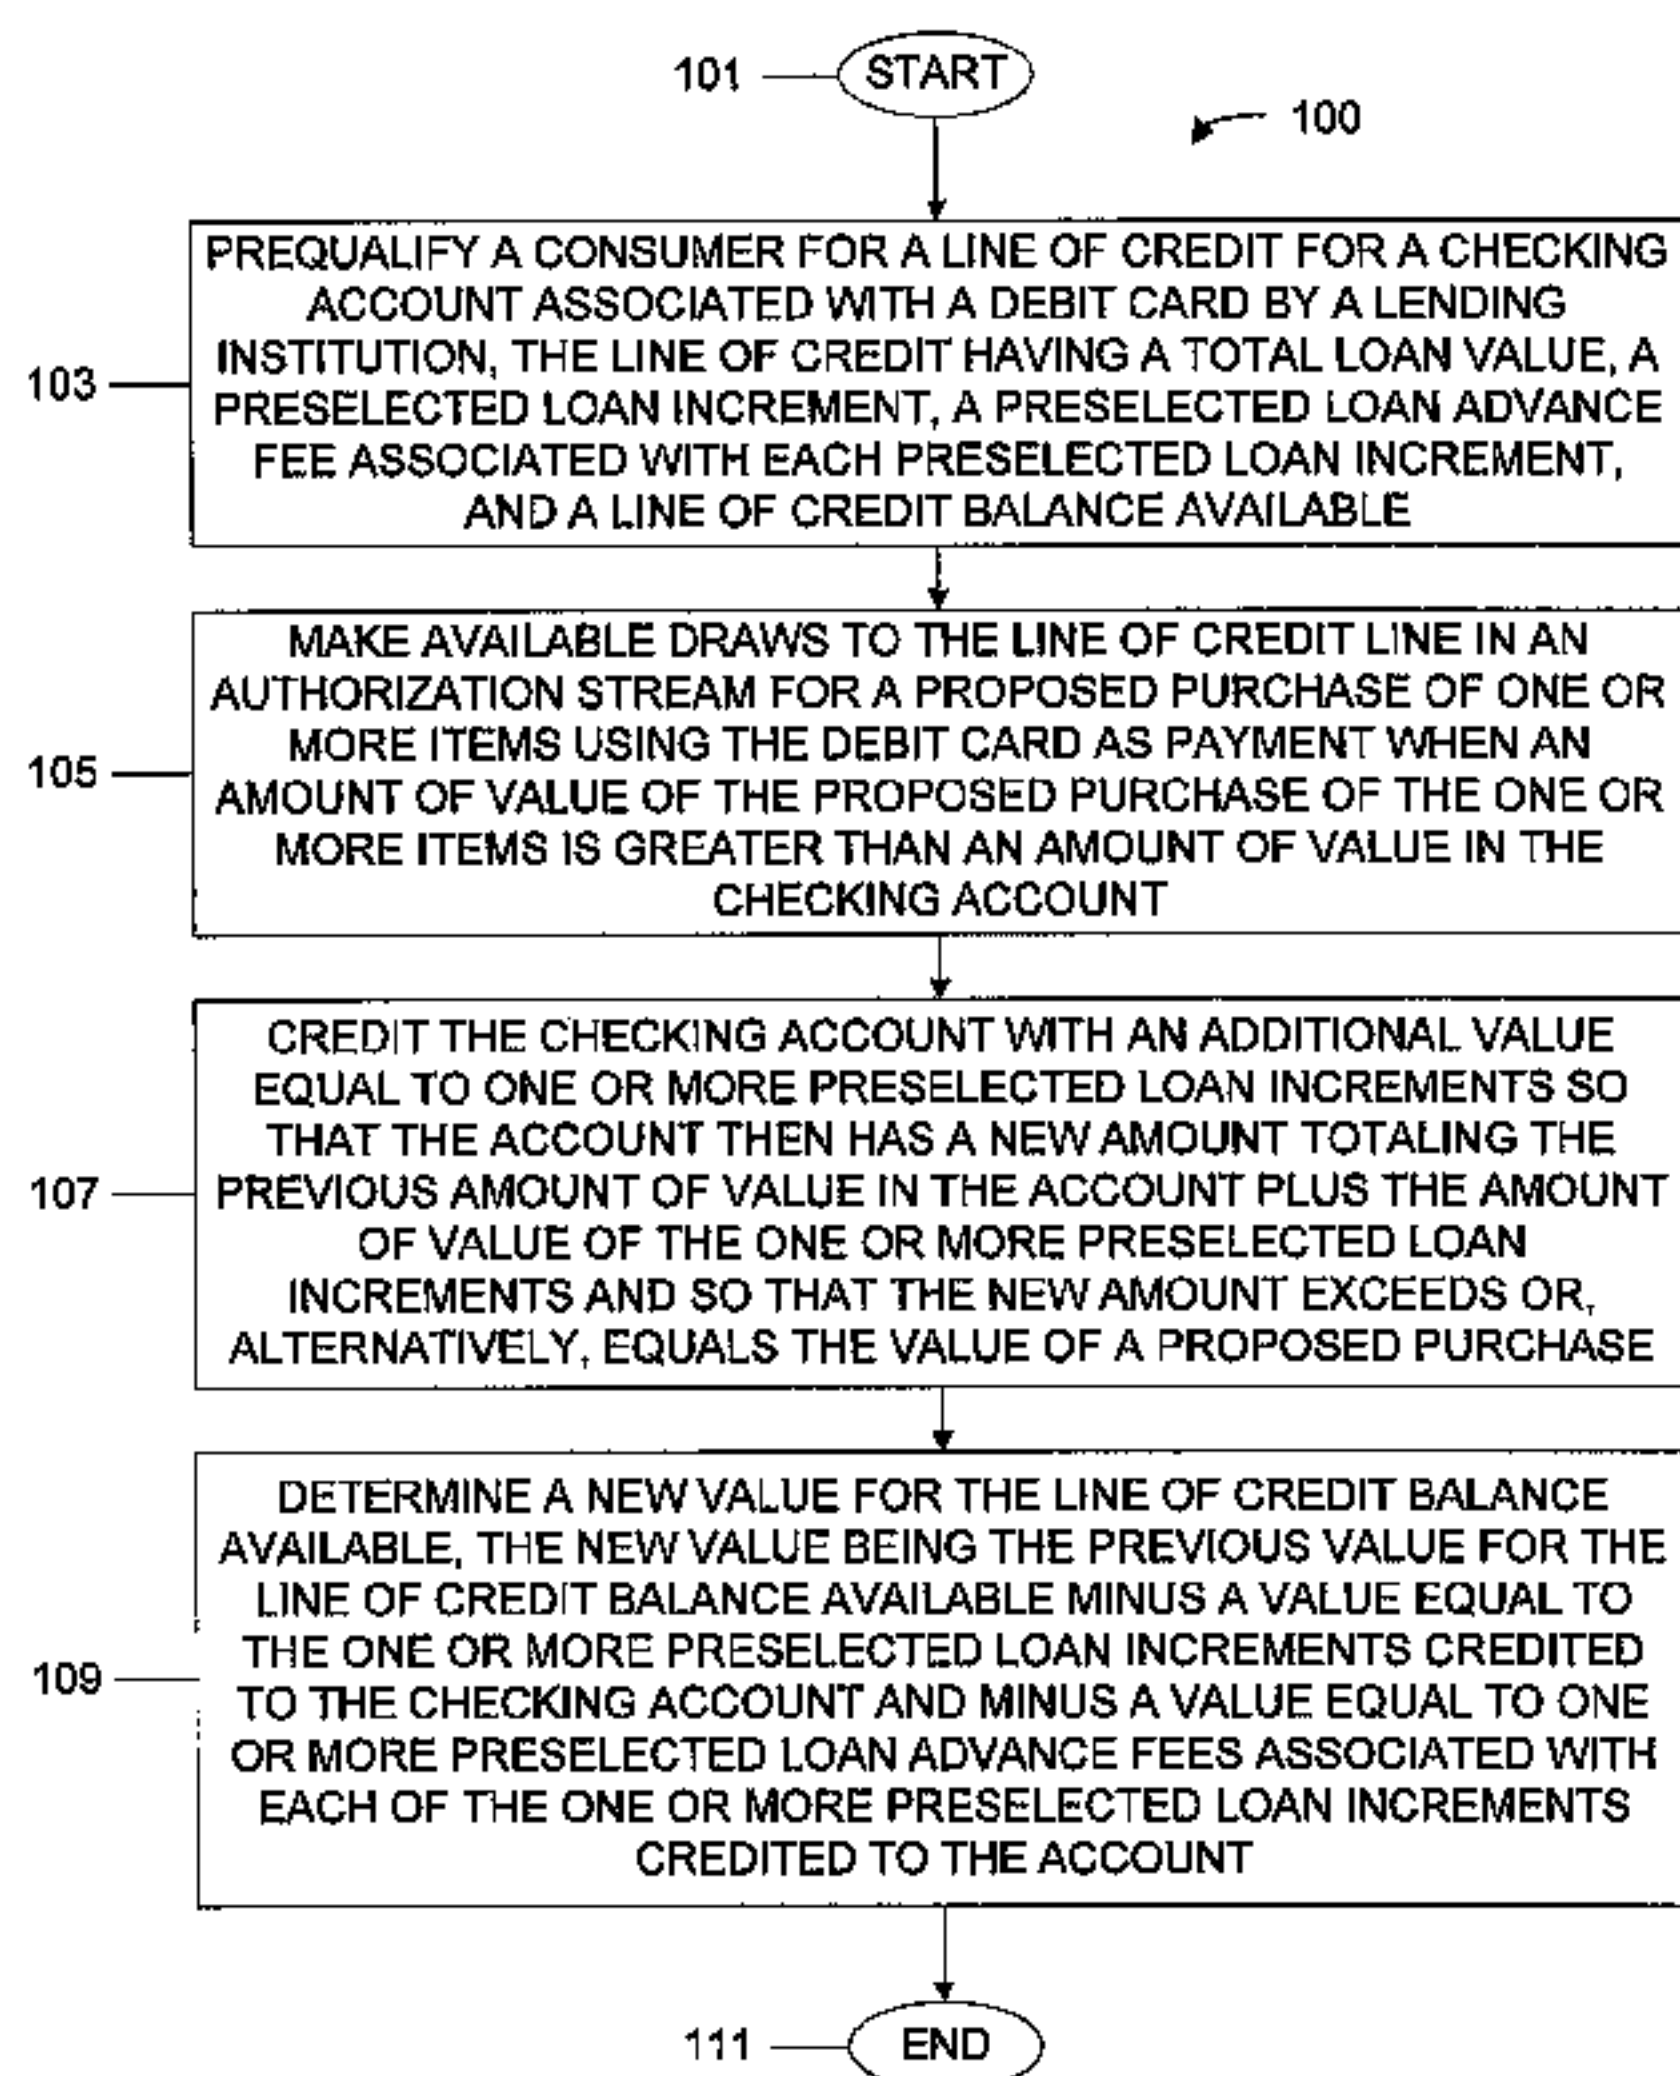 101
START
100
PREQUALIFY A CONSUMER FOR A LINE OF CREDIT FOR A CHECKING
ACCOUNT ASSOCIATED WITH A DEBIT CARD BY A LENDING
INSTITUTION, THE LINE OF CREDIT HAVING A TOTAL LOAN VALUE, A
PRESELECTED LOAN INCREMENT, A PRESELECTED LOAN ADVANCE
FEE ASSOCIATED WITH EACH PRESELECTED LOAN INCREMENT,
AND A LINE OF CREDIT BALANCE AVAILABLE
103
MAKE AVAILABLE DRAWS TO THE LINE OF CREDIT LINE IN AN
AUTHORIZATION STREAM FOR A PROPOSED PURCHASE OF ONE OR
MORE ITEMS USING THE DEBIT CARD AS PAYMENT WHEN AN
AMOUNT OF VALUE OF THE PROPOSED PURCHASE OF THE ONE OR
MORE ITEMS IS GREATER THAN AN AMOUNT OF VALUE IN THE
CHECKING ACCOUNT
105
CREDIT THE CHECKING ACCOUNT WITH AN ADDITIONAL VALUE
EQUAL TO ONE OR MORE PRESELECTED LOAN INCREMENTS SO
THAT THE ACCOUNT THEN HAS A NEW AMOUNT TOTALING THE
PREVIOUS AMOUNT OF VALUE IN THE ACCOUNT PLUS THE AMOUNT
OF VALUE OF THE ONE OR MORE PRESELECTED LOAN
INCREMENTS AND SO THAT THE NEW AMOUNT EXCEEDS OR,
ALTERNATIVELY, EQUALS THE VALUE OF A PROPOSED PURCHASE
107
DETERMINE A NEW VALUE FOR THE LINE OF CREDIT BALANCE
AVAILABLE, THE NEW VALUE BEING THE PREVIOUS VALUE FOR THE
LINE OF CREDIT BALANCE AVAILABLE MINUS A VALUE EQUAL TO
THE ONE OR MORE PRESELECTED LOAN INCREMENTS CREDITED
TO THE CHECKING ACCOUNT AND MINUS A VALUE EQUAL TO ONE
OR MORE PRESELECTED LOAN ADVANCE FEES ASSOCIATED WITH
EACH OF THE ONE OR MORE PRESELECTED LOAN INCREMENTS
CREDITED TO THE ACCOUNT
109
111
END